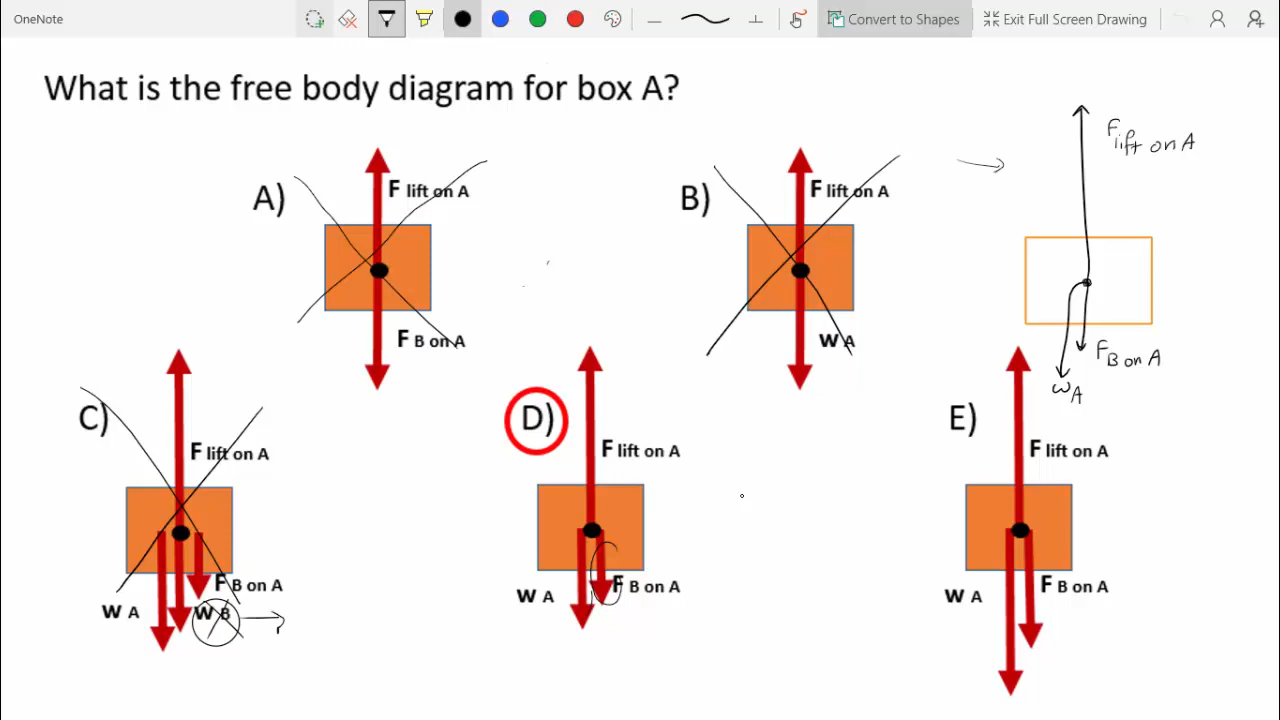 OneNote
Convert to Shapes
Exit Full Screen Drawing
What is the free body diagram for box A?
A)
F lift on A
F B on A
B)
F lift on A
W A
F lift on A
F B on A
W A
C)
F lift on A
F B on A
W A
W B
?
D)
F lift on A
W A
F B on A
E)
F lift on A
W A
F B on A